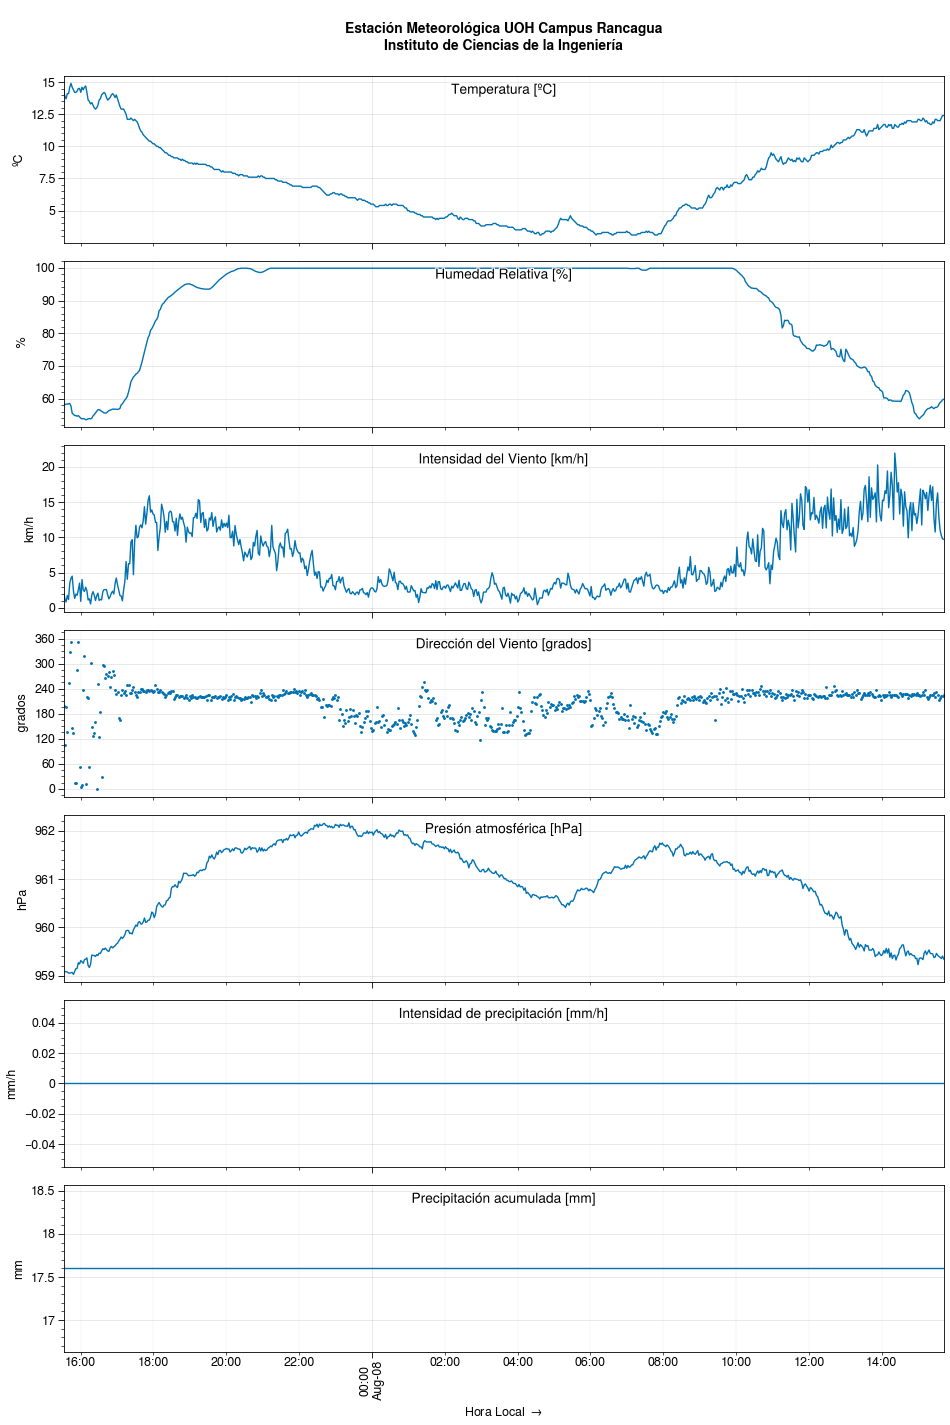 Estación Meteorológica UOH Campus Rancagua
Instituto de Ciencias de la Ingeniería
Temperatura [ºC]
15
12.5
10
7.5
5
ºC
Humedad Relativa [%]
100
90
80
70
60
%
Intensidad del Viento [km/h]
20
15
10
5
0
km/h
Dirección del Viento [grados]
360
300
240
180
120
60
0
grados
Presión atmosférica [hPa]
962
961
960
959
hPa
Intensidad de precipitación [mm/h]
0.04
0.02
0
−0.02
−0.04
mm/h
Precipitación acumulada [mm]
18.5
18
17.5
17
mm
16:00 18:00 20:00 22:00 00:00 02:00 04:00 06:00 08:00 10:00 12:00 14:00
Aug-08
Hora Local →